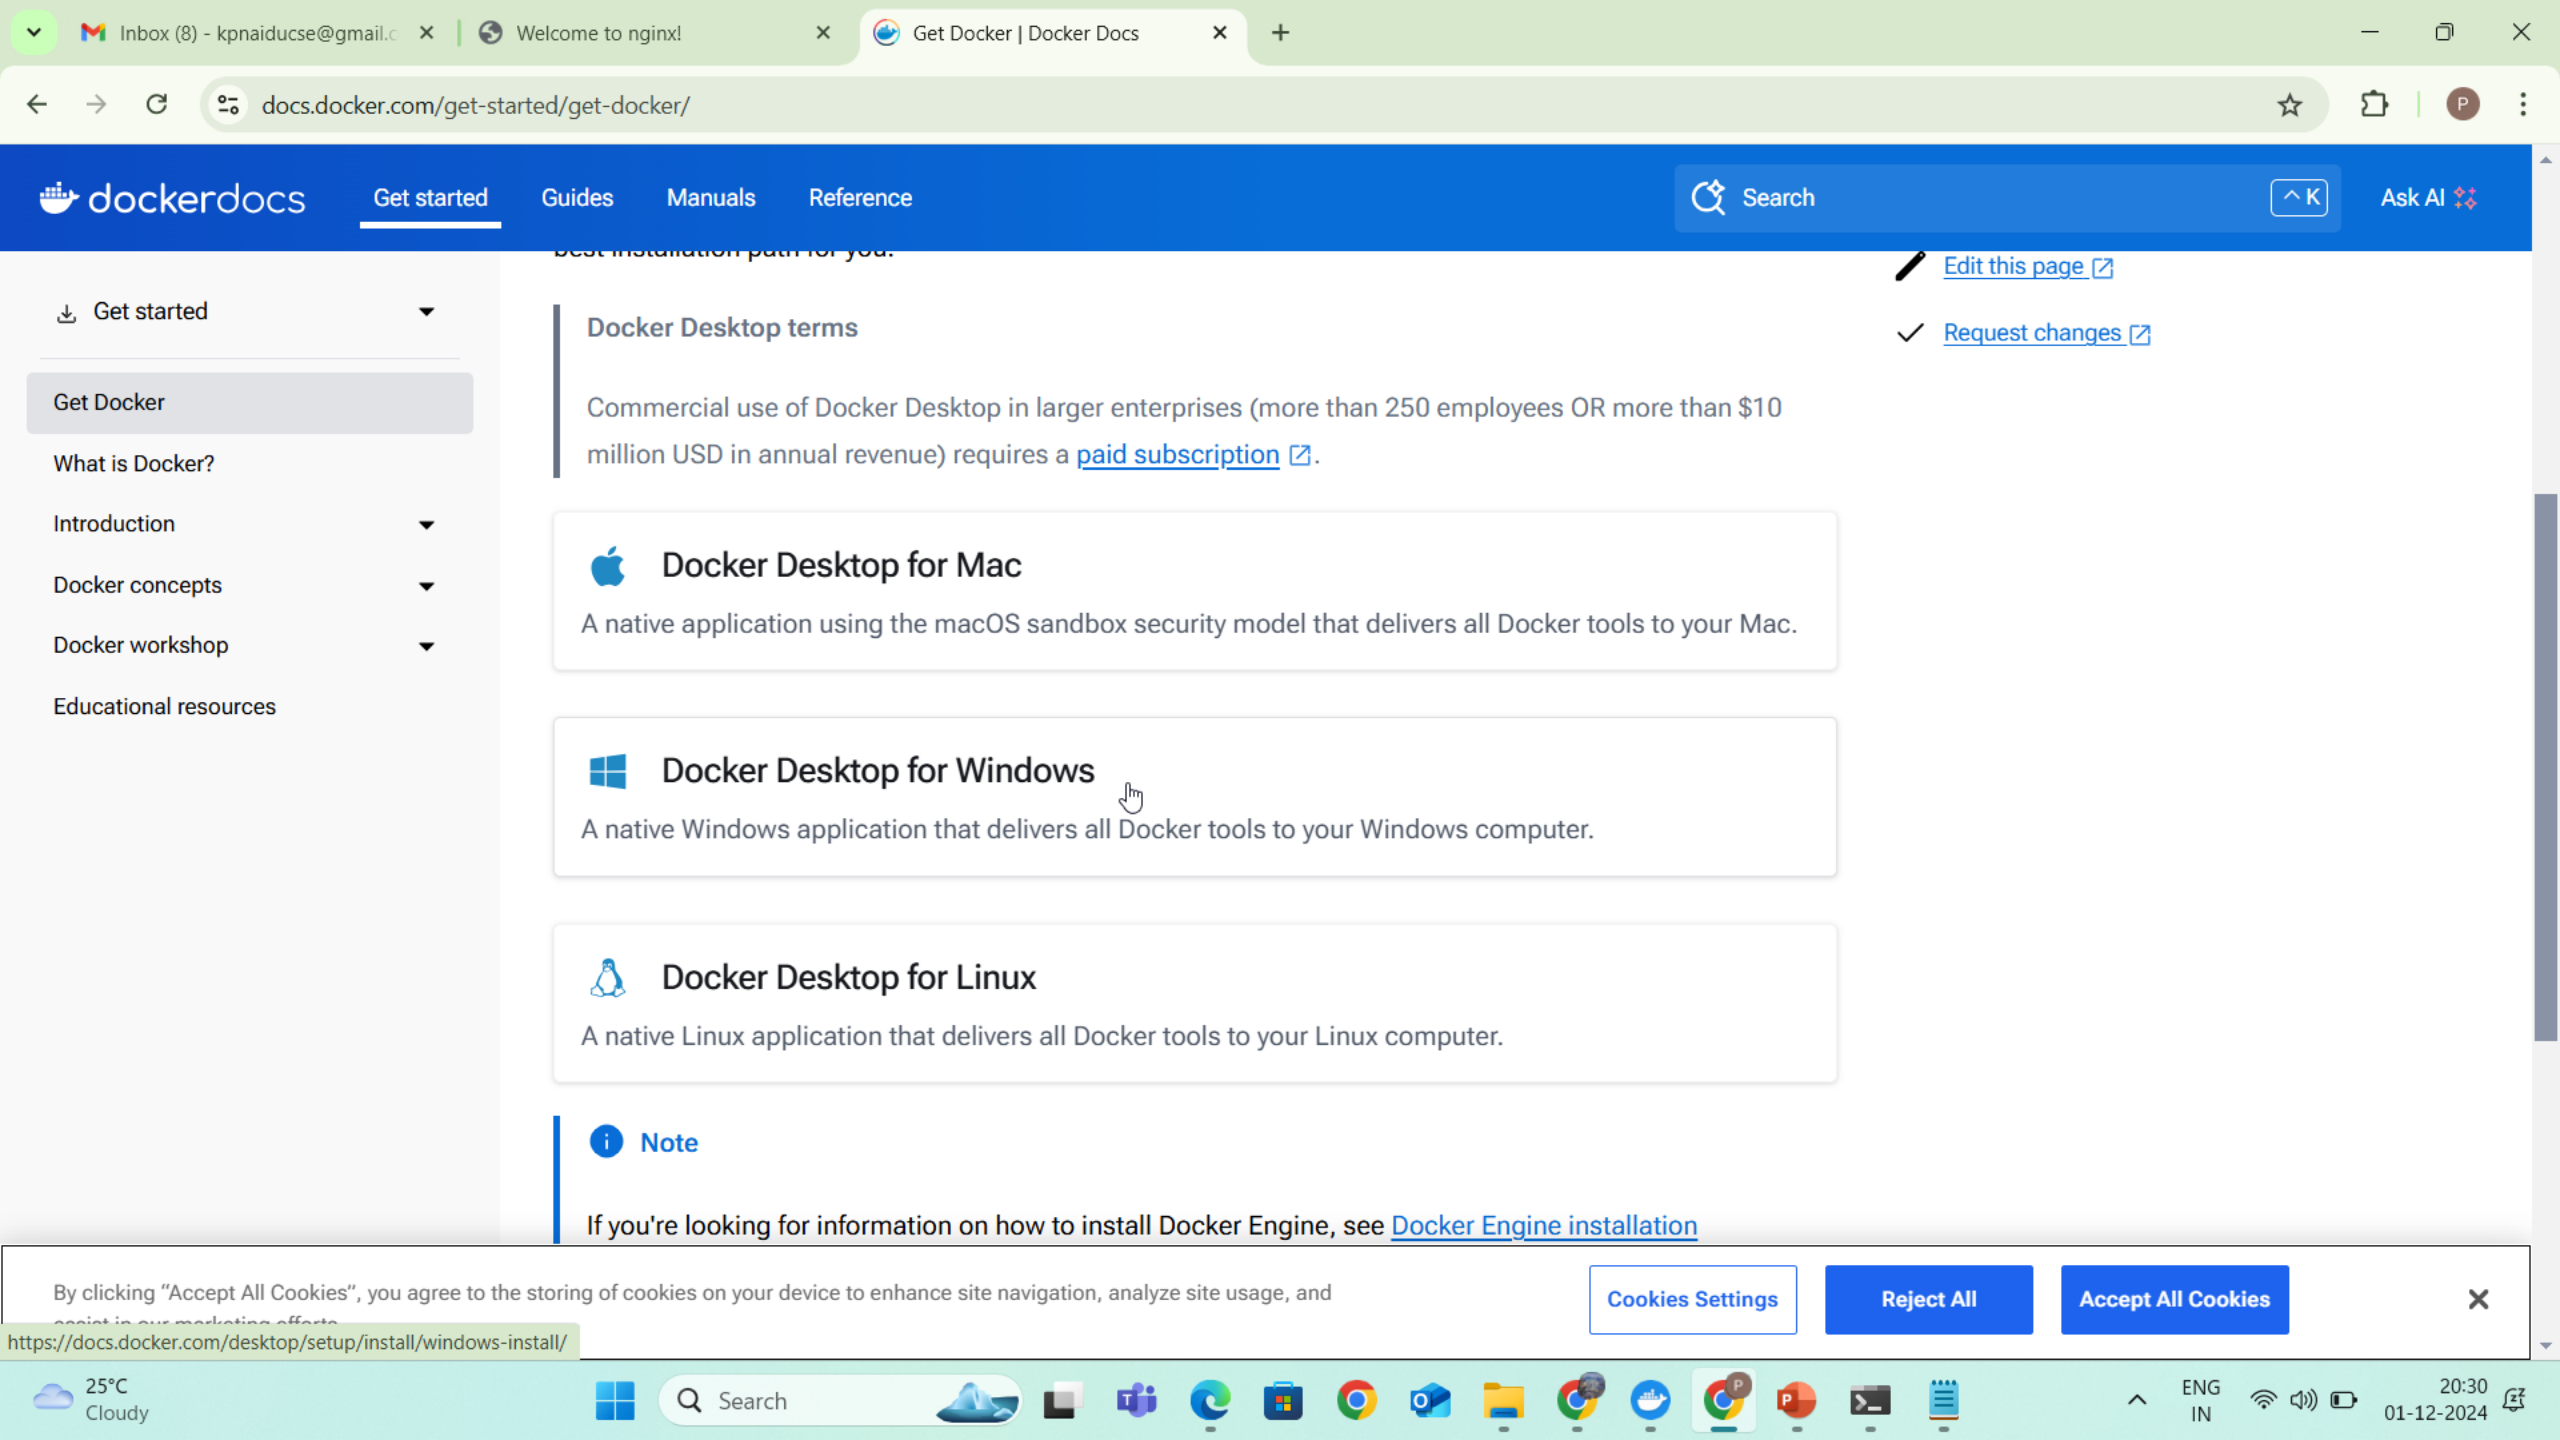 Inbox (8) - kpnaiducse@gmail.c
Welcome to nginx!
Get Docker | Docker Docs
docs.docker.com/get-started/get-docker/
P
dockerdocs
Get started
Guides
Manuals
Reference
Search
^ K
Ask AI
best installation path for you.
Edit this page
Request changes
Get started
Get Docker
What is Docker?
Introduction
Docker concepts
Docker workshop
Educational resources
Docker Desktop terms
Commercial use of Docker Desktop in larger enterprises (more than 250 employees OR more than $10
million USD in annual revenue) requires a paid subscription .
Docker Desktop for Mac
A native application using the macOS sandbox security model that delivers all Docker tools to your Mac.
Docker Desktop for Windows
A native Windows application that delivers all Docker tools to your Windows computer.
Docker Desktop for Linux
A native Linux application that delivers all Docker tools to your Linux computer.
Note
If you're looking for information on how to install Docker Engine, see Docker Engine installation
By clicking “Accept All Cookies”, you agree to the storing of cookies on your device to enhance site navigation, analyze site usage, and
assist in our marketing efforts.
Cookies Settings
Reject All
Accept All Cookies
https://docs.docker.com/desktop/setup/install/windows-install/
25°C
Cloudy
Search
ENG
IN
20:30
01-12-2024